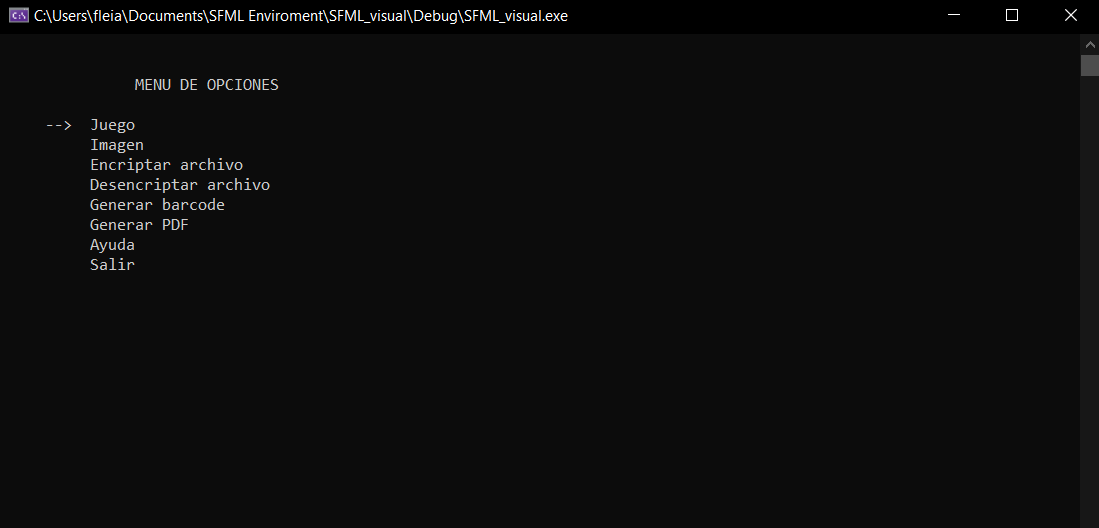 C:\Users\fleia\Documents\SFML Enviroment\SFML_visual\Debug\SFML_visual.exe
MENU DE OPCIONES
--> Juego
Imagen
Encriptar archivo
Desencriptar archivo
Generar barcode
Generar PDF
Ayuda
Salir